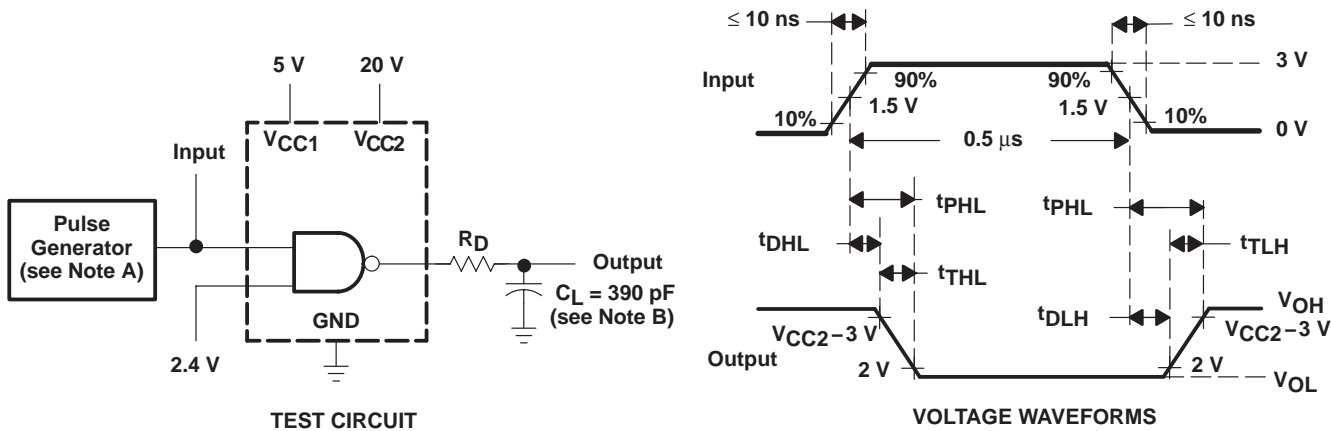 5 V
20 V
VCC1
VCC2
Input
Pulse
Generator
(see Note A)
RD
Output
CL = 390 pF
(see Note B)
GND
2.4 V
TEST CIRCUIT
≤ 10 ns
≤ 10 ns
Input
3 V
90%
90%
1.5 V
1.5 V
10%
10%
0 V
0.5 μs
tPHL
tPHL
tDHL
tTLH
tTHL
tDLH
VOH
VCC2−3 V
VCC2−3 V
Output
2 V
2 V
VOL
VOLTAGE WAVEFORMS